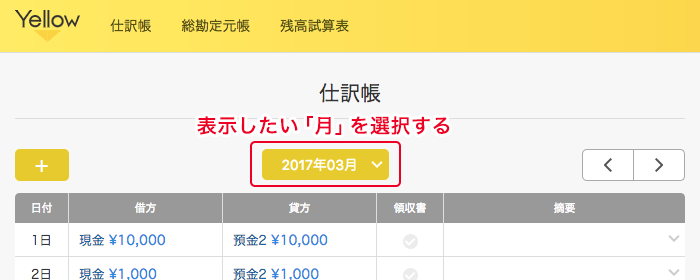 Yellow 仕訳帳 総勘定元帳 残高試算表
仕訳帳
表示したい「月」を選択する
+ 2017年03月
日付 借方 貸方 領収書 摘要
1日 現金 ¥10,000 預金2 ¥10,000
2日 現金 ¥1,000 預金2 ¥1,000